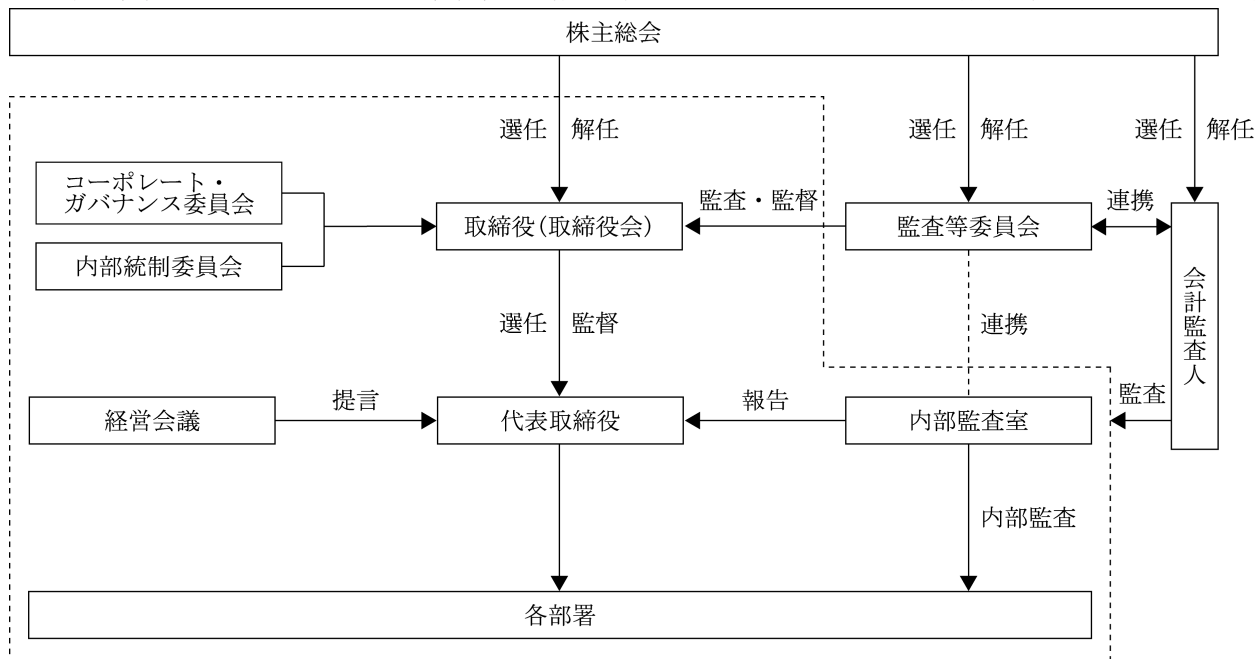 株主総会
選任 解任
選任 解任
選任 解任
コーポレート・
ガバナンス委員会
内部統制委員会
取締役(取締役会)
監査・監督
監査等委員会
連携
会計監査人
選任 監督
連携
経営会議
提言
代表取締役
報告
内部監査室
監査
内部監査
各部署